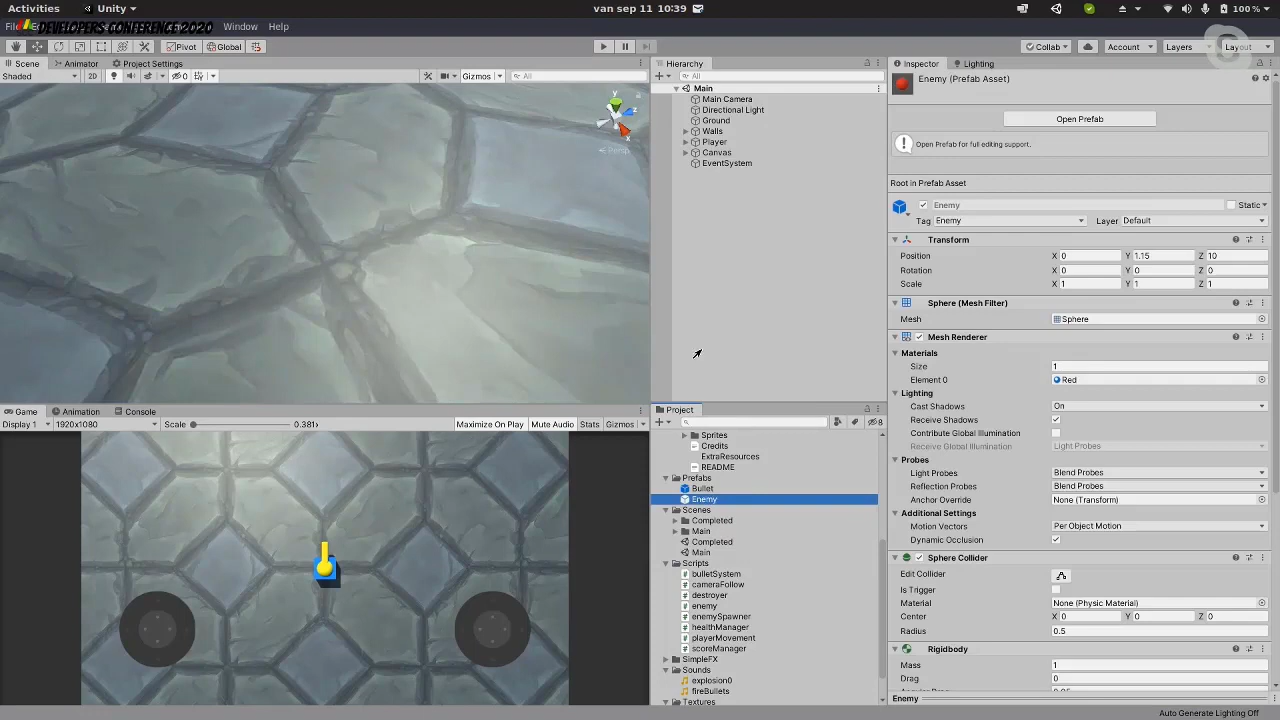 Activities
Unity
van sep 11 10:39
100%
DEVELOPERS CONFERENCE 2020
Window
Help
Pivot
Global
Collab
Account
Layers
Layout
Scene
Animator
Project Settings
Shaded
2D
0
Gizmos
All
y
z
x
Persp
Hierarchy
All
Main
Main Camera
Directional Light
Ground
Walls
Player
Canvas
EventSystem
Game
Animation
Console
Display 1
1920x1080
Scale
0.381x
Maximize On Play
Mute Audio
Stats
Gizmos
Project
8
Sprites
Credits
ExtraResources
README
Prefabs
Bullet
Enemy
Scenes
Completed
Main
Completed
Main
Scripts
bulletSystem
cameraFollow
destroyer
enemy
enemySpawner
healthManager
playerMovement
scoreManager
SimpleFX
Sounds
explosion0
fireBullets
Textures
Inspector
Lighting
Enemy (Prefab Asset)
Open Prefab
Open Prefab for full editing support.
Root in Prefab Asset
Enemy
Static
Tag Enemy
Layer Default
Transform
Position X 0 Y 1.15 Z 10
Rotation X 0 Y 0 Z 0
Scale X 1 Y 1 Z 1
Sphere (Mesh Filter)
Mesh Sphere
Mesh Renderer
Materials
Size 1
Element 0 Red
Lighting
Cast Shadows On
Receive Shadows
Contribute Global Illumination
Receive Global Illumination Light Probes
Probes
Light Probes Blend Probes
Reflection Probes Blend Probes
Anchor Override None (Transform)
Additional Settings
Motion Vectors Per Object Motion
Dynamic Occlusion
Sphere Collider
Edit Collider
Is Trigger
Material None (Physic Material)
Center X 0 Y 0 Z 0
Radius 0.5
Rigidbody
Mass 1
Drag 0
Enemy
Auto Generate Lighting Off